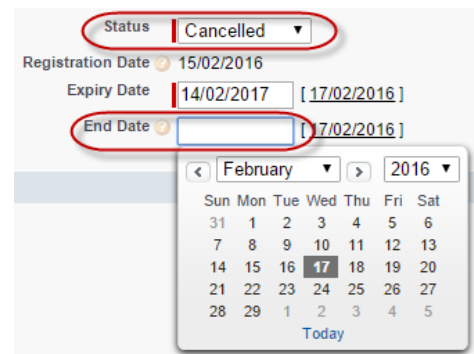 Status Cancelled
Registration Date 15/02/2016
Expiry Date 14/02/2017 [ 17/02/2016 ]
End Date [ 17/02/2016 ]
February 2016
Sun Mon Tue Wed Thu Fri Sat
31 1 2 3 4 5 6
7 8 9 10 11 12 13
14 15 16 17 18 19 20
21 22 23 24 25 26 27
28 29 1 2 3 4 5
Today